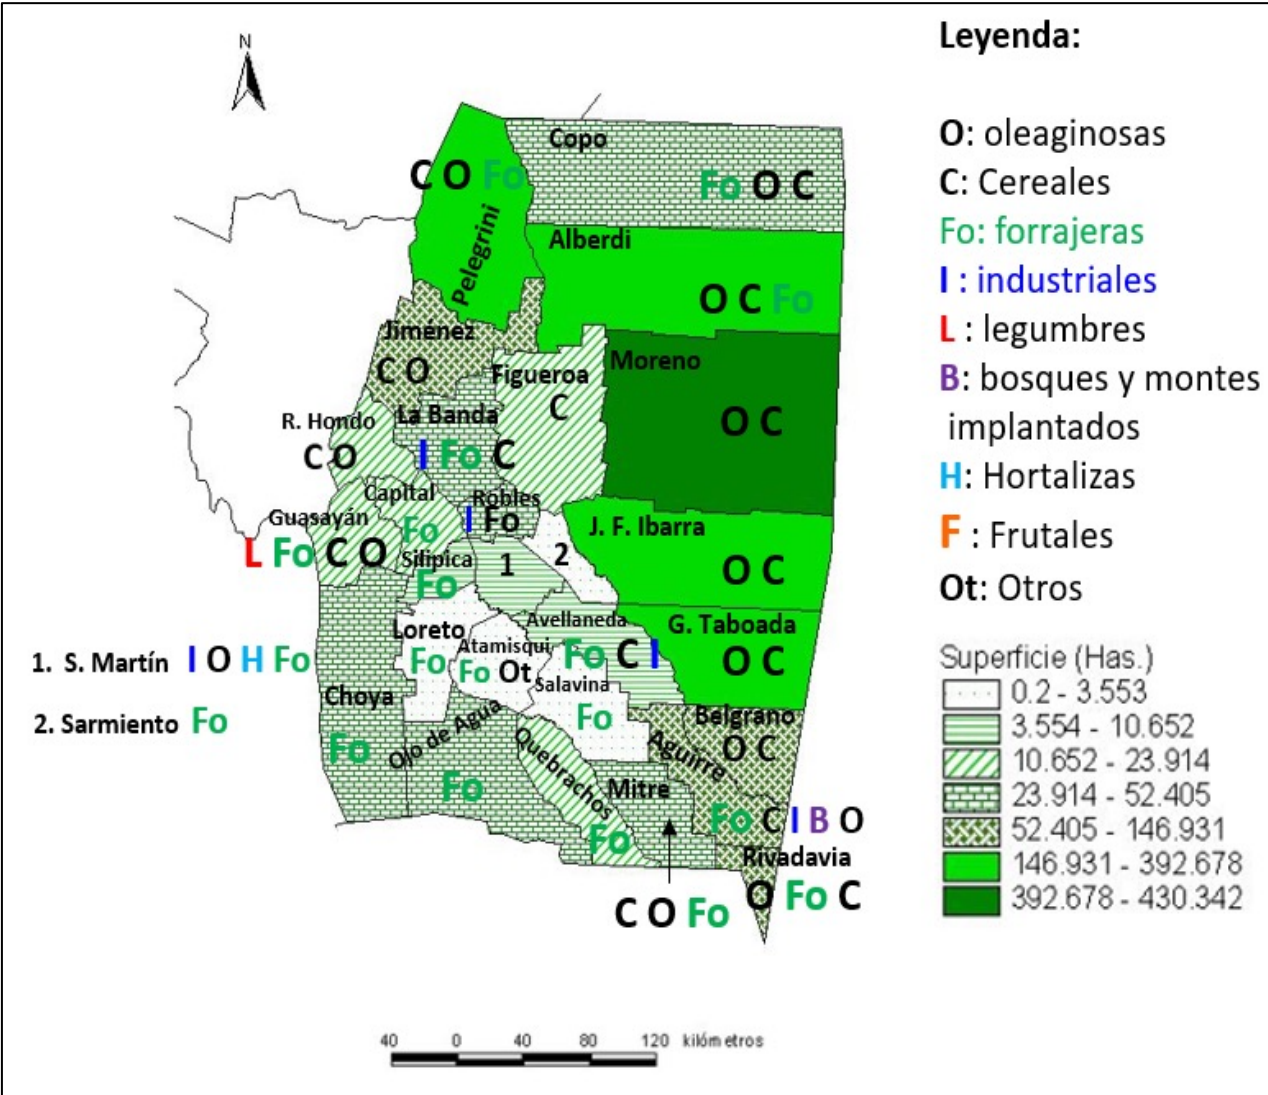 Leyenda:
O: oleaginosas
C: Cereales
Fo: forrajeras
I : industriales
L : legumbres
B: bosques y montes
implantados
H: Hortalizas
F : Frutales
Ot: Otros
Superficie (Has.)
0.2 - 3.553
3.554 - 10.652
10.652 - 23.914
23.914 - 52.405
52.405 - 146.931
146.931 - 392.678
392.678 - 430.342
N
Copo
Fo O C
C O Fo
Pelegrini
Alberdi
O C Fo
Jiménez
C O
Figueroa
C
Moreno
O C
R. Hondo
C O
La Banda
I Fo C
Capital
Fo
Robles
I Fo
Guasayán
L Fo C O
Silipica
Fo
1
2
J. F. Ibarra
O C
Loreto
Fo
Atamisqui
Fo Ot
Avellaneda
Fo C I
G. Taboada
O C
Salavina
Fo
1. S. Martín I O H Fo
2. Sarmiento Fo
Choya
Fo
Ojo de Agua
Fo
Quebrachos
Fo
Mitre
C O Fo
Aguirre
Fo C I B O
Belgrano
O C
Rivadavia
O Fo C
40 0 40 80 120 kilómetros